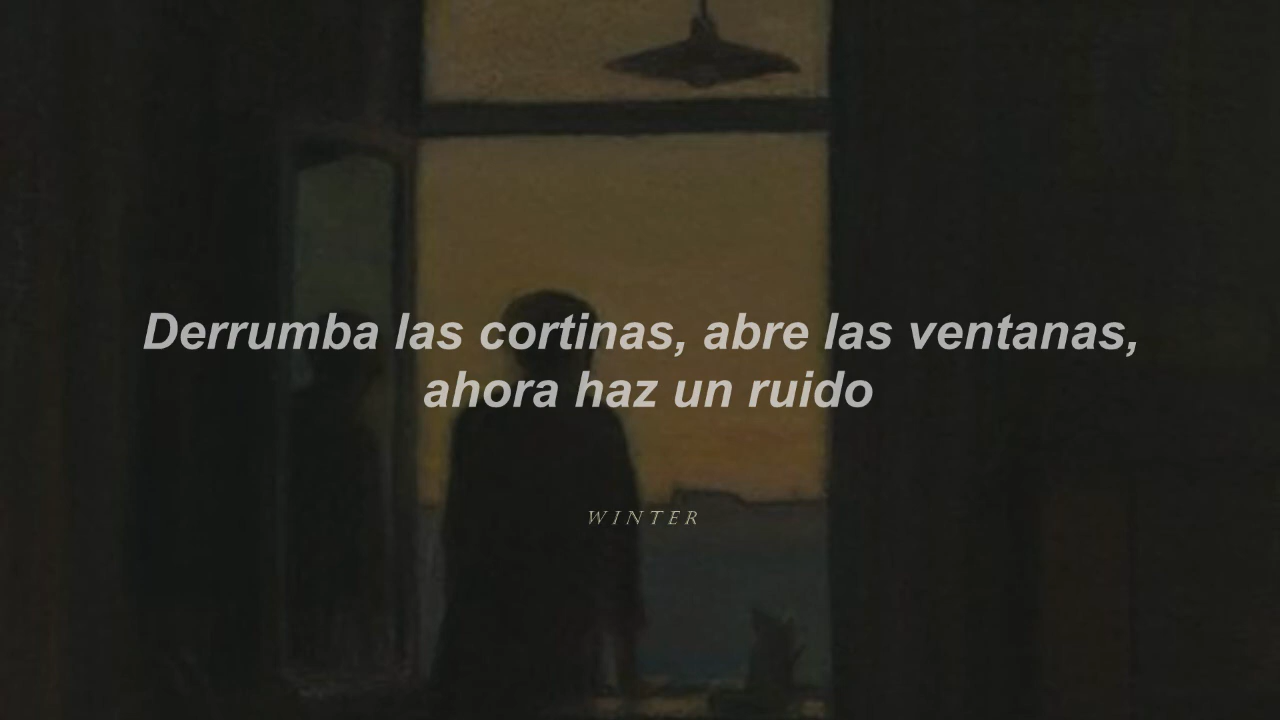 Derrumba las cortinas, abre las ventanas,
ahora haz un ruido
WINTER